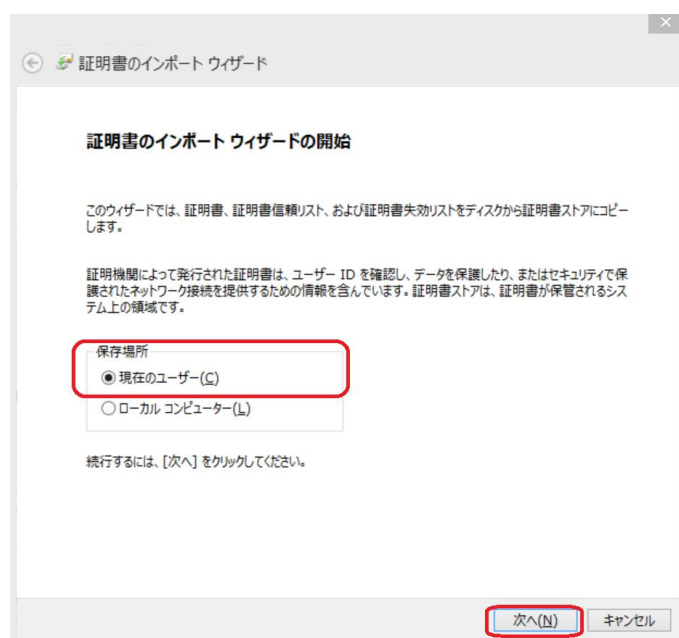 証明書のインポート ウィザード
証明書のインポート ウィザードの開始
このウィザードでは、証明書、証明書信頼リスト、および証明書失効リストをディスクから証明書ストアにコピー
します。
証明機関によって発行された証明書は、ユーザー ID を確認し、データを保護したり、またはセキュリティで保
護されたネットワーク接続を提供するための情報を含んでいます。証明書ストアは、証明書が保管されるシス
テム上の領域です。
保存場所
現在のユーザー(C)
ローカル コンピューター(L)
続行するには、[次へ] をクリックしてください。
次へ(N) キャンセル